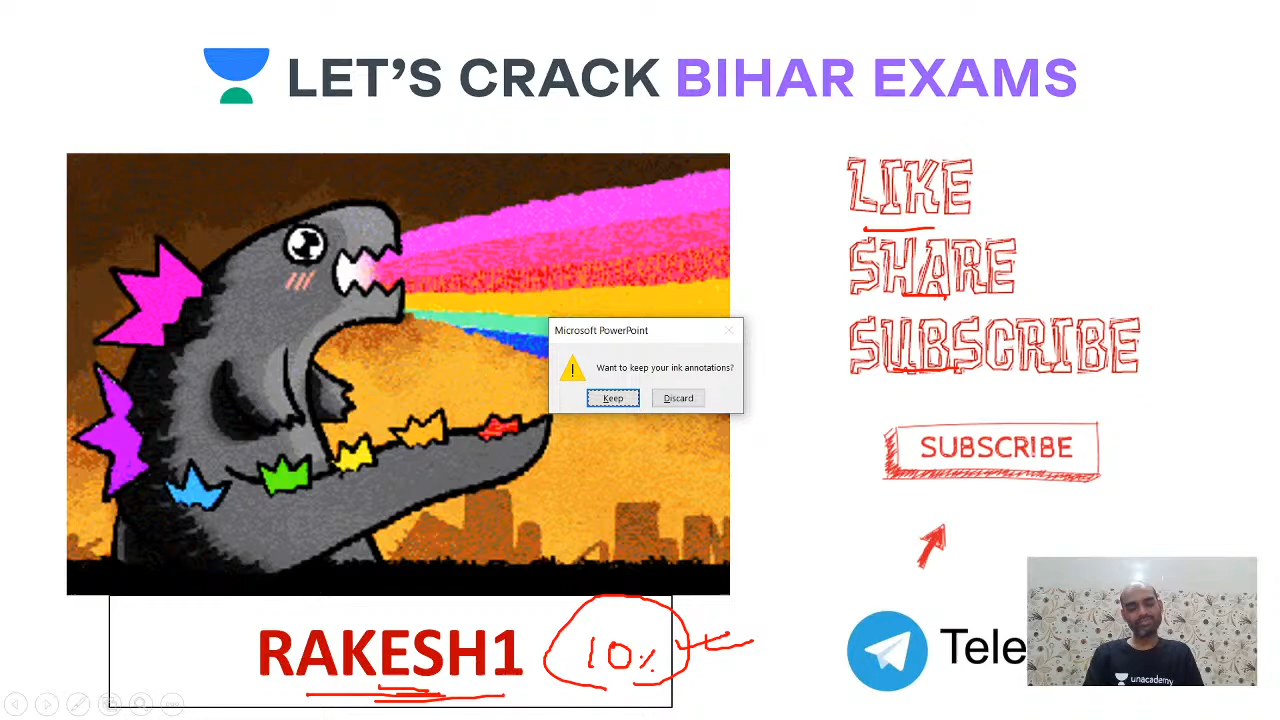 LET'S CRACK BIHAR EXAMS
LIKE
SHARE
SUBSCRIBE
Microsoft PowerPoint
Want to keep your ink annotations?
Keep
Discard
SUBSCRIBE
RAKESH1
10%
Tele
unacademy